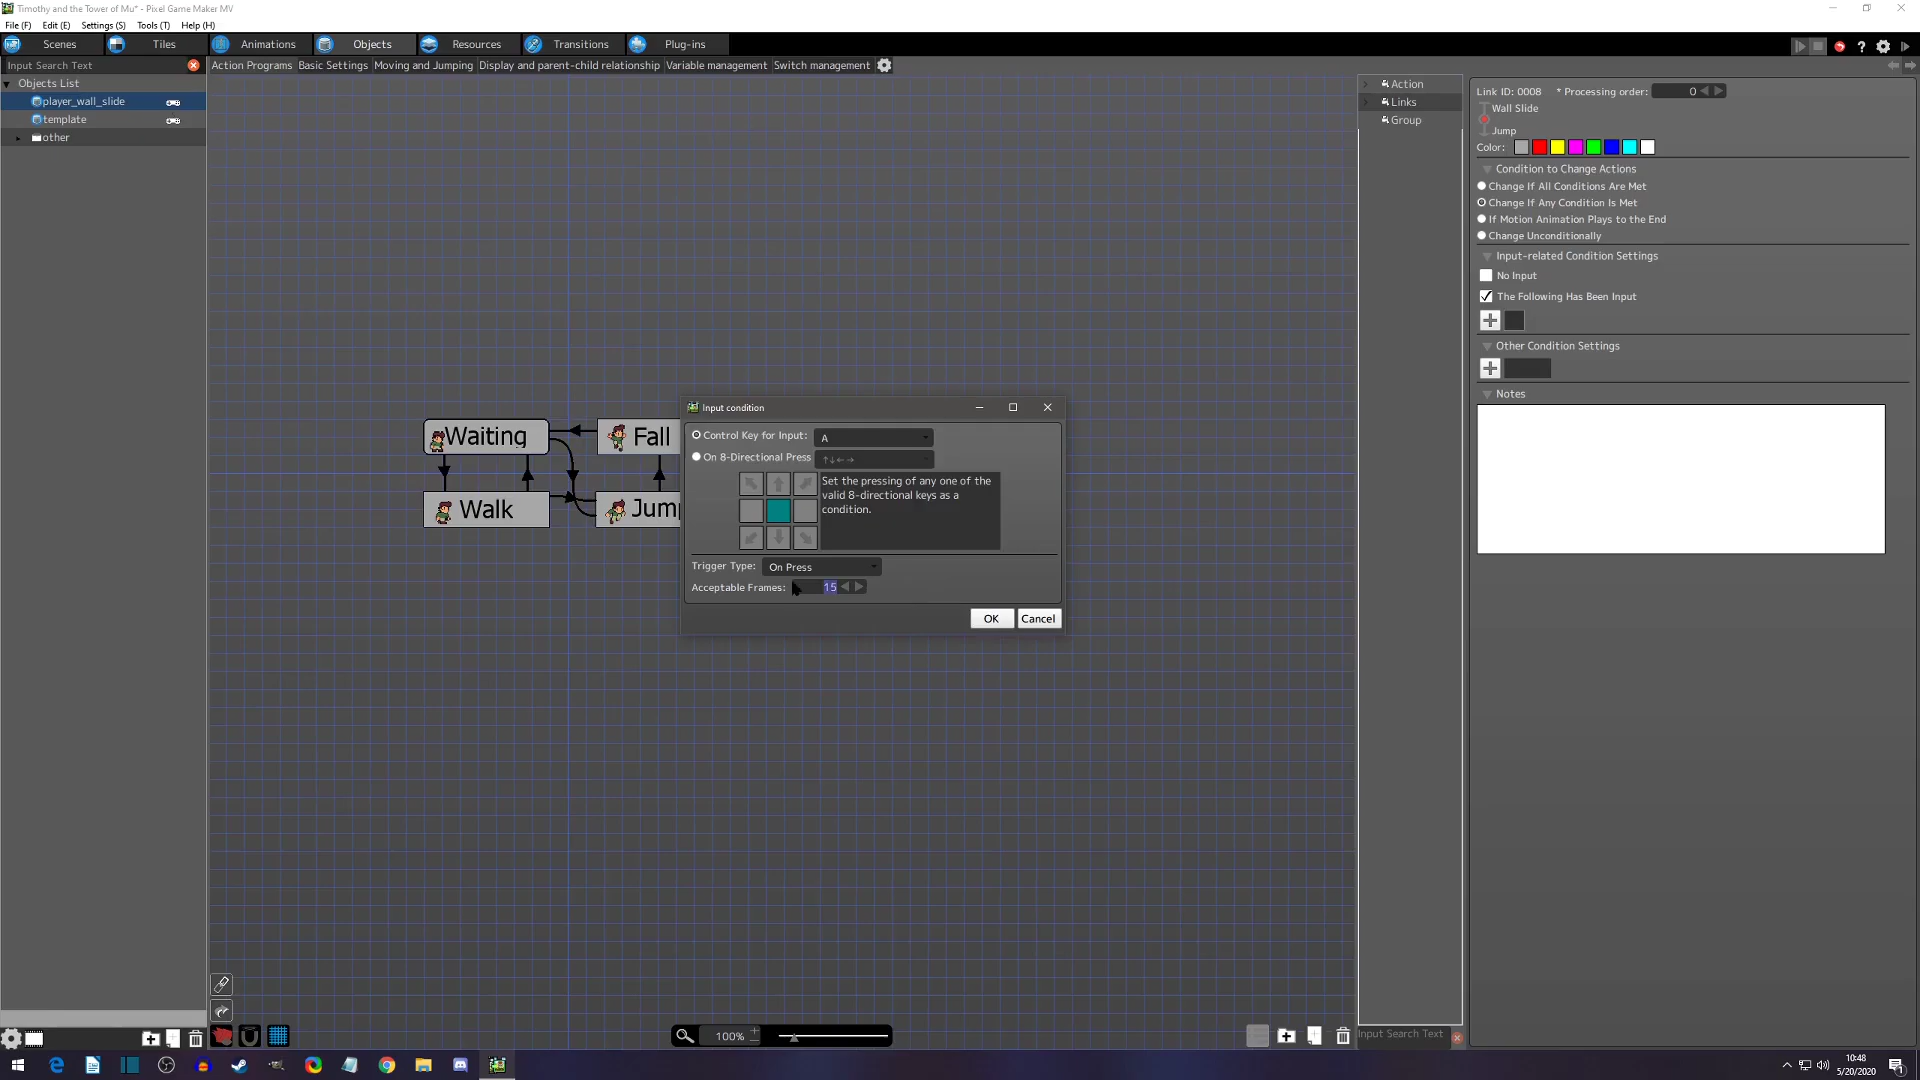 Timothy and the Tower of Mu* - Pixel Game Maker MV
File (F) Edit (E) Settings (S) Tools (T) Help (H)
Scenes Tiles Animations Objects Resources Transitions Plug-ins
Input Search Text
Action Programs Basic Settings Moving and Jumping Display and parent-child relationship Variable management Switch management
Objects List
player_wall_slide
template
other
Waiting
Fall
Walk
Jum
Input condition
Control Key for Input: A
On 8-Directional Press ↑↓←→
Set the pressing of any one of the
valid 8-directional keys as a
condition.
Trigger Type: On Press
Acceptable Frames: 15
OK Cancel
Action
Links
Group
Link ID: 0008 * Processing order: 0
Wall Slide
Jump
Color:
Condition to Change Actions
Change If All Conditions Are Met
Change If Any Condition Is Met
If Motion Animation Plays to the End
Change Unconditionally
Input-related Condition Settings
No Input
The Following Has Been Input
Other Condition Settings
Notes
100%
Input Search Text
10:48
5/20/2020
1